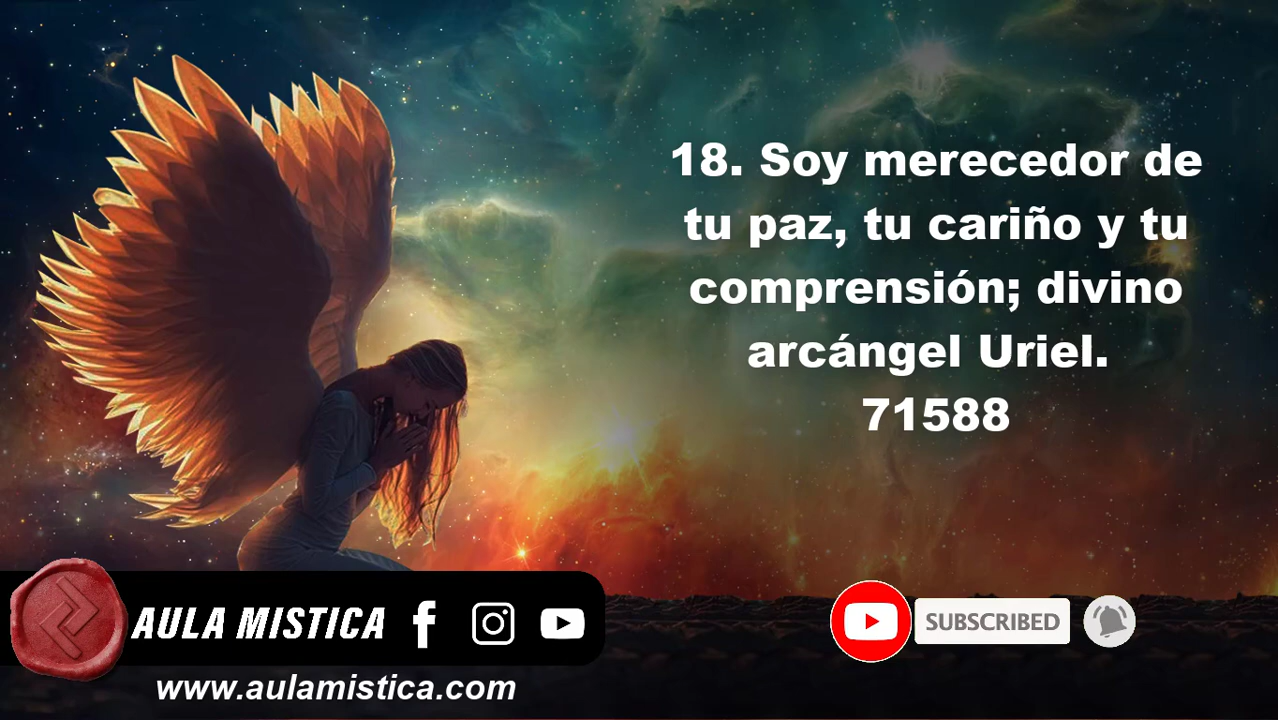 18. Soy merecedor de
tu paz, tu cariño y tu
comprensión; divino
arcángel Uriel.
71588
AULA MISTICA
SUBSCRIBED
www.aulamistica.com